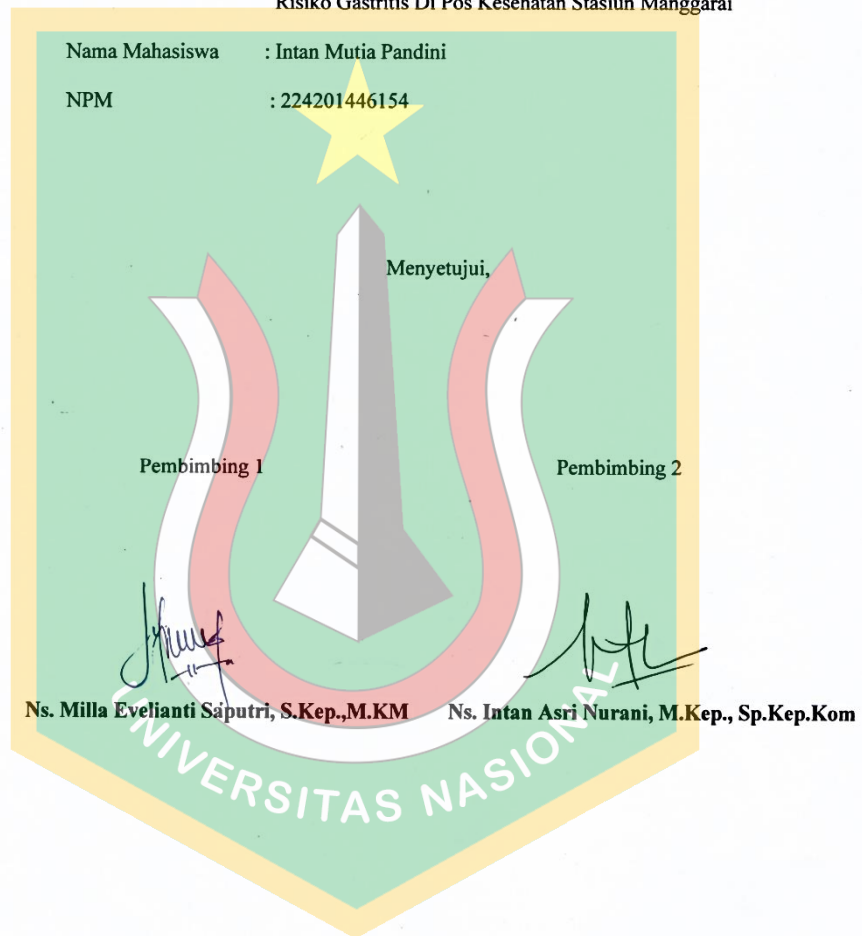 Risiko Gastritis Di Pos Kesehatan Stasiun Manggarai
Nama Mahasiswa : Intan Mutia Pandini
NPM : 224201446154
Menyetujui,
Pembimbing 1 Pembimbing 2
Ns. Milla Evelianti Saputri, S.Kep.,M.KM Ns. Intan Asri Nurani, M.Kep., Sp.Kep.Kom
UNIVERSITAS NASIONAL